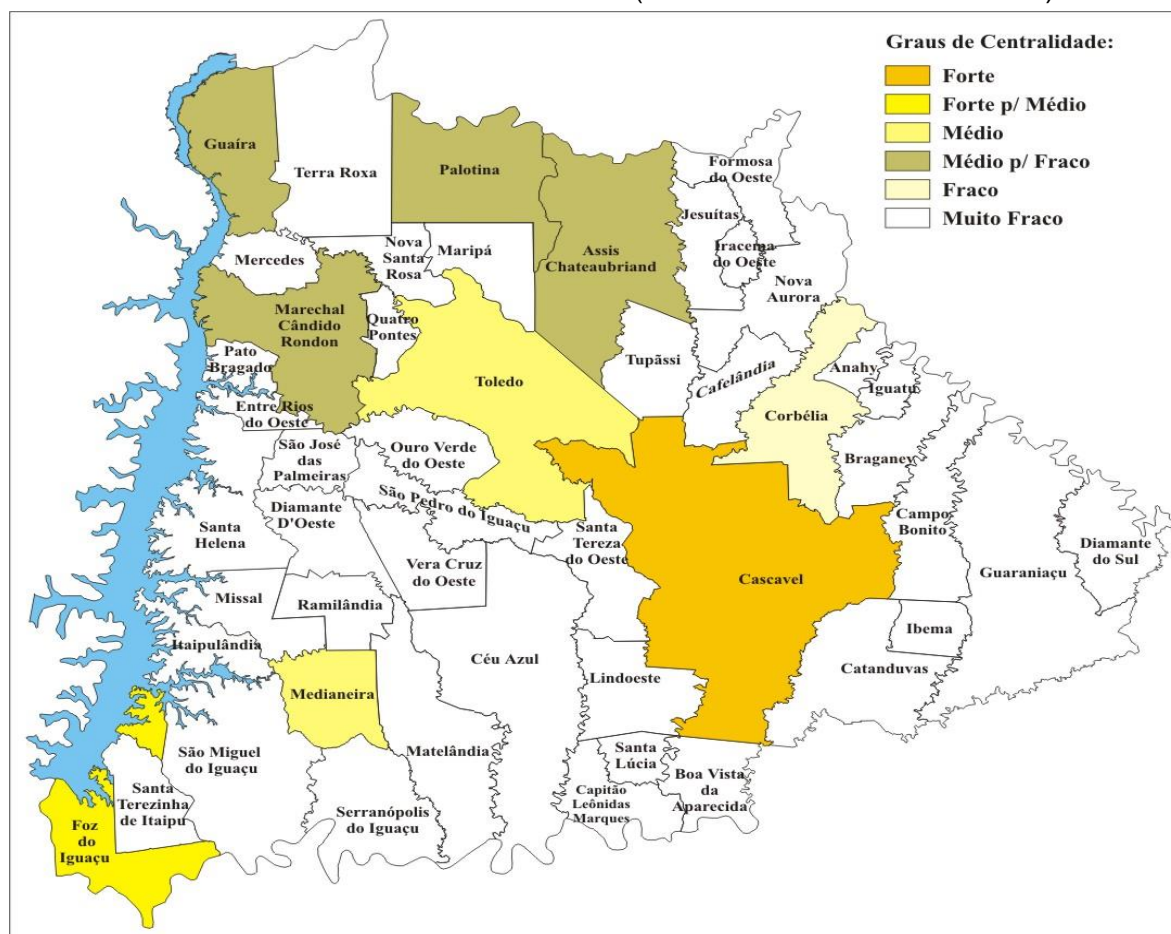 Graus de Centralidade:
Forte
Forte p/ Médio
Médio
Médio p/ Fraco
Fraco
Muito Fraco
Guaíra
Terra Roxa
Palotina
Formosa
do Oeste
Jesuítas
Iracema
do Oeste
Nova
Aurora
Assis
Chateaubriand
Mercedes
Nova
Santa
Rosa
Maripá
Marechal
Cândido
Rondon
Quatro
Pontes
Pato
Bragado
Entre Rios
do Oeste
Toledo
Tupãssi
Cafelândia
Anahy
Iguatu
Corbélia
Braganey
São José
das
Palmeiras
Ouro Verde
do Oeste
São Pedro do Iguaçu
Diamante
D'Oeste
Santa
Helena
Vera Cruz
do Oeste
Santa
Tereza
do Oeste
Cascavel
Campo
Bonito
Guaraniaçu
Diamante
do Sul
Missal
Ramilândia
Itaipulândia
Céu Azul
Ibema
Catanduvas
Lindoeste
Medianeira
São Miguel
do Iguaçu
Matelândia
Santa
Terezinha
de Itaipu
Foz
do
Iguaçu
Serranópolis
do Iguaçu
Santa
Lúcia
Capitão
Leônidas
Marques
Boa Vista
da
Aparecida